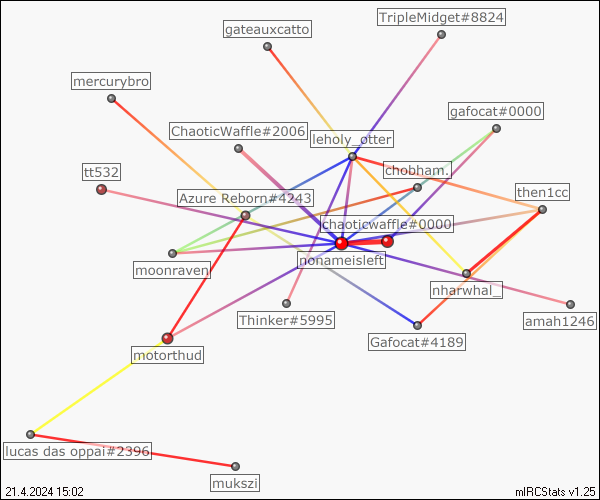 TripleMidget#8824
gateauxcatto
mercurybro
gafocat#0000
ChaoticWaffle#2006
leholy_otter
tt532
chobham.
Azure Reborn#4243
then1cc
chaoticwaffle#0000
nonameisleft
moonraven
nharwhal_
Thinker#5995
amah1246
Gafocat#4189
motorthud
lucas das oppai#2396
mukszi
21.4.2024 15:02
mIRCStats v1.25